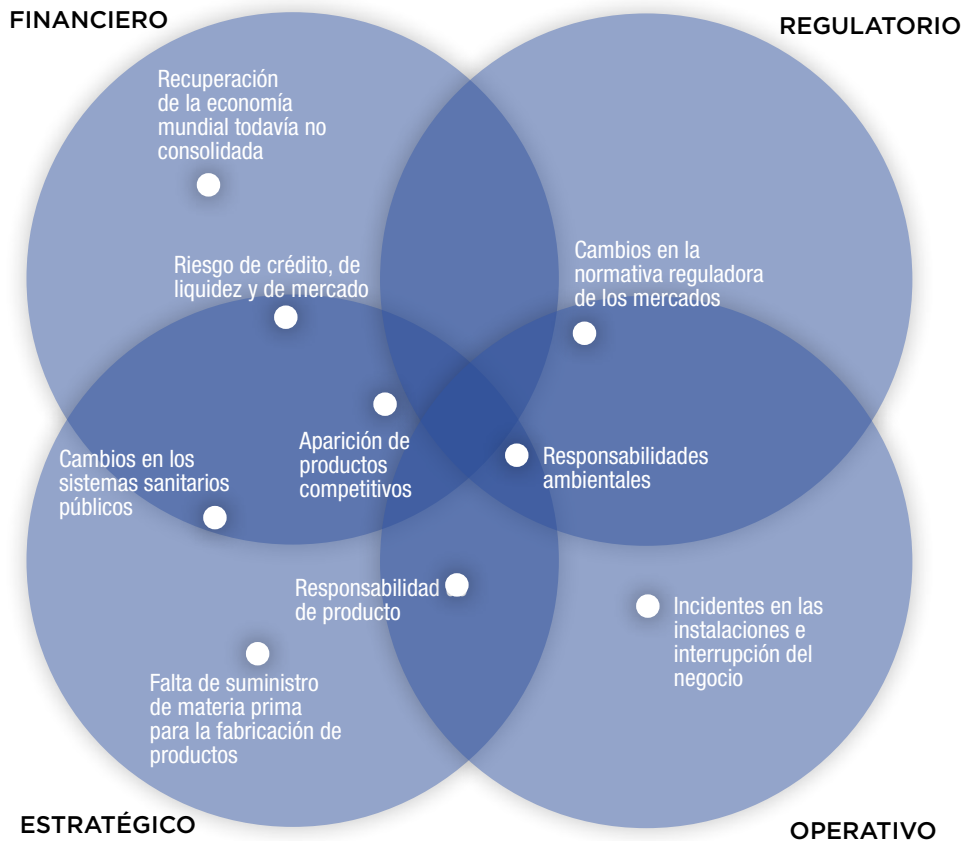 FINANCIERO
REGULATORIO
Recuperación
de la economía
mundial todavía no
consolidada
Riesgo de crédito, de
liquidez y de mercado
Cambios en la
normativa reguladora
de los mercados
Aparición de
productos
competitivos
Cambios en los
sistemas sanitarios
públicos
Responsabilidades
ambientales
Responsabilidad
de producto
Incidentes en las
instalaciones e
interrupción del
negocio
Falta de suministro
de materia prima
para la fabricación de
productos
ESTRATÉGICO
OPERATIVO